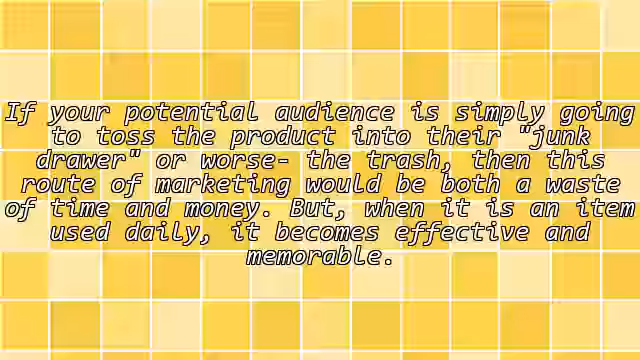 If your potential audience is simply going
to toss the product into their "junk
drawer" or worse- the trash, then this
route of marketing would be both a waste
of time and money. But, when it is an item
used daily, it becomes effective and
memorable.